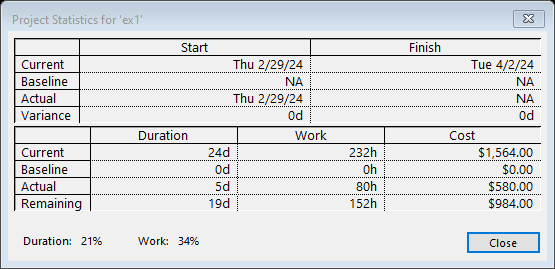 Project Statistics for 'ex1'
Start Finish
Current Thu 2/29/24 Tue 4/2/24
Baseline NA NA
Actual Thu 2/29/24 NA
Variance 0d 0d
Duration Work Cost
Current 24d 232h $1,564.00
Baseline 0d 0h $0.00
Actual 5d 80h $580.00
Remaining 19d 152h $984.00
Duration: 21% Work: 34% Close